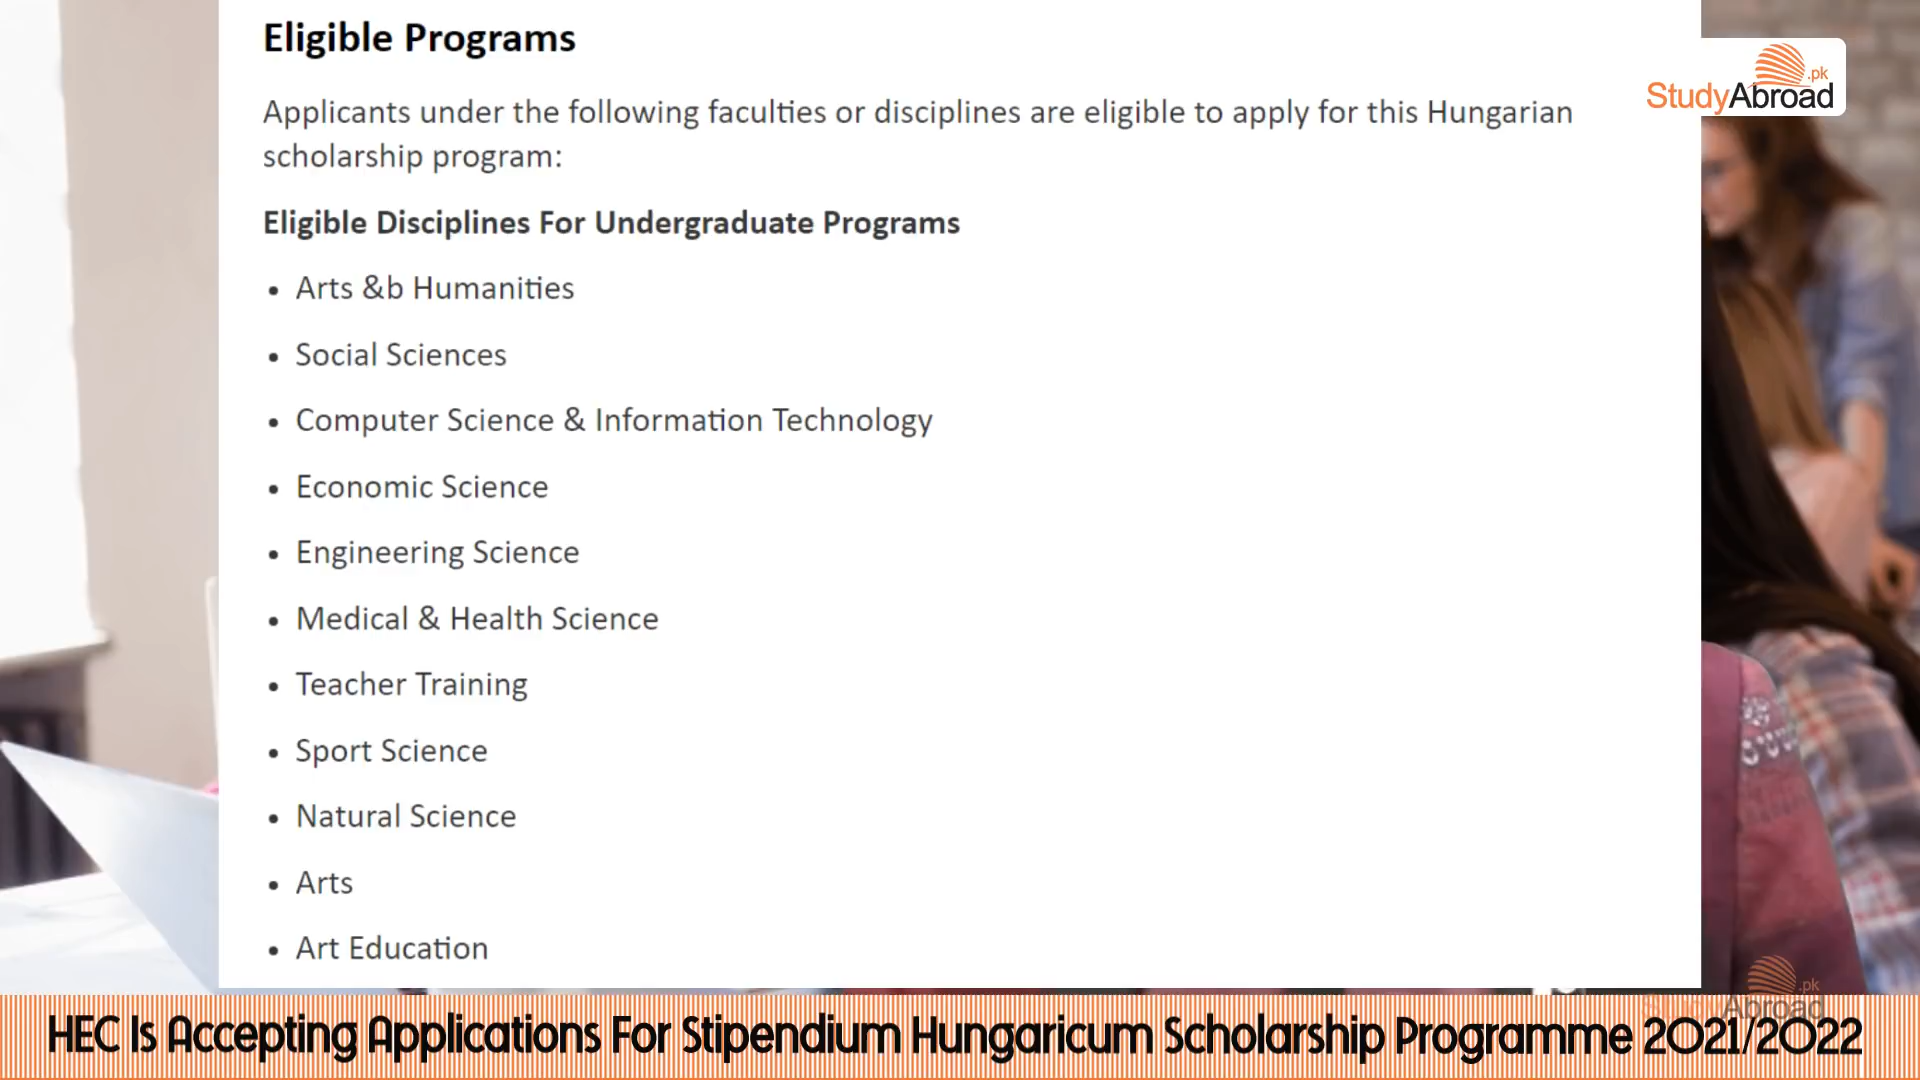 Eligible Programs
.pk
StudyAbroad
Applicants under the following faculties or disciplines are eligible to apply for this Hungarian
scholarship program:
Eligible Disciplines For Undergraduate Programs
• Arts &b Humanities
• Social Sciences
• Computer Science & Information Technology
• Economic Science
• Engineering Science
• Medical & Health Science
• Teacher Training
• Sport Science
• Natural Science
• Arts
• Art Education
.pk
StudyAbroad
HEC Is Accepting Applications For Stipendium Hungaricum Scholarship Programme 2021/2022